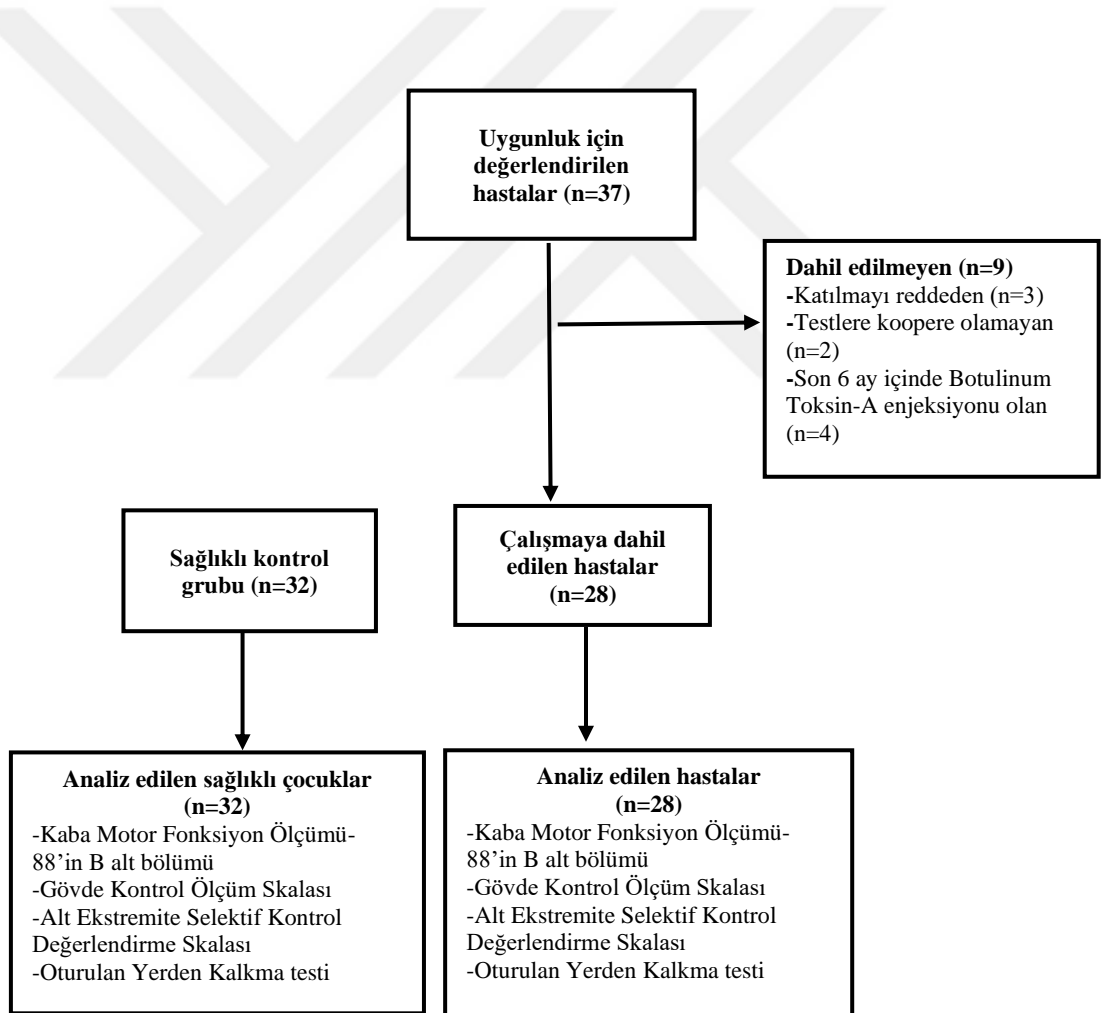 Uygunluk için
değerlendirilen
hastalar (n=37)
Dahil edilmeyen (n=9)
-Katılmayı reddeden (n=3)
-Testlere koopere olamayan
(n=2)
-Son 6 ay içinde Botulinum
Toksin-A enjeksiyonu olan
(n=4)
Sağlıklı kontrol
grubu (n=32)
Çalışmaya dahil
edilen hastalar
(n=28)
Analiz edilen sağlıklı çocuklar
(n=32)
-Kaba Motor Fonksiyon Ölçümü-
88’in B alt bölümü
-Gövde Kontrol Ölçüm Skalası
-Alt Ekstremite Selektif Kontrol
Değerlendirme Skalası
-Oturulan Yerden Kalkma testi
Analiz edilen hastalar
(n=28)
-Kaba Motor Fonksiyon Ölçümü-
88’in B alt bölümü
-Gövde Kontrol Ölçüm Skalası
-Alt Ekstremite Selektif Kontrol
Değerlendirme Skalası
-Oturulan Yerden Kalkma testi